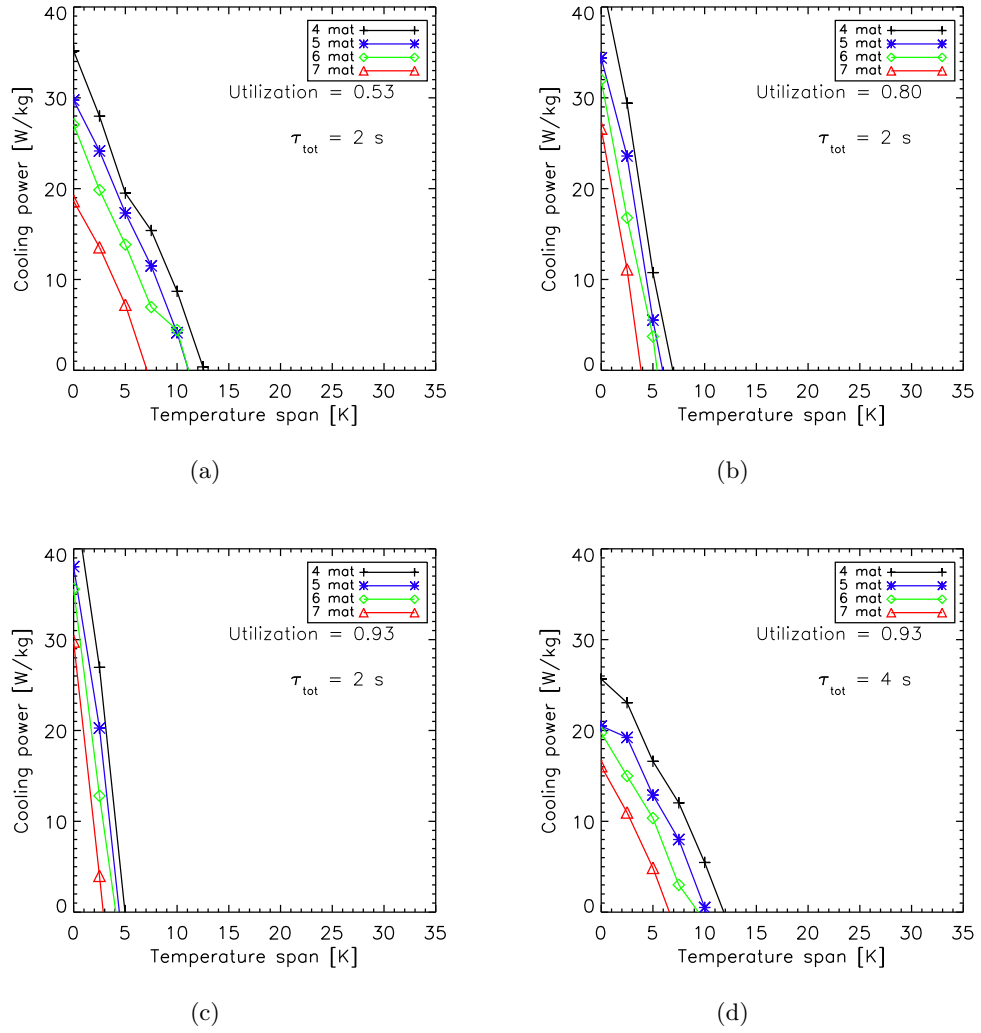 40
30
20
10
0
Cooling power [W/kg]
4 mat
5 mat
6 mat
7 mat
Utilization = 0.53
τtot = 2 s
0 5 10 15 20 25 30 35
Temperature span [K]
(a)
40
30
20
10
0
Cooling power [W/kg]
4 mat
5 mat
6 mat
7 mat
Utilization = 0.80
τtot = 2 s
0 5 10 15 20 25 30 35
Temperature span [K]
(b)
40
30
20
10
0
Cooling power [W/kg]
4 mat
5 mat
6 mat
7 mat
Utilization = 0.93
τtot = 2 s
0 5 10 15 20 25 30 35
Temperature span [K]
(c)
40
30
20
10
0
Cooling power [W/kg]
4 mat
5 mat
6 mat
7 mat
Utilization = 0.93
τtot = 4 s
0 5 10 15 20 25 30 35
Temperature span [K]
(d)